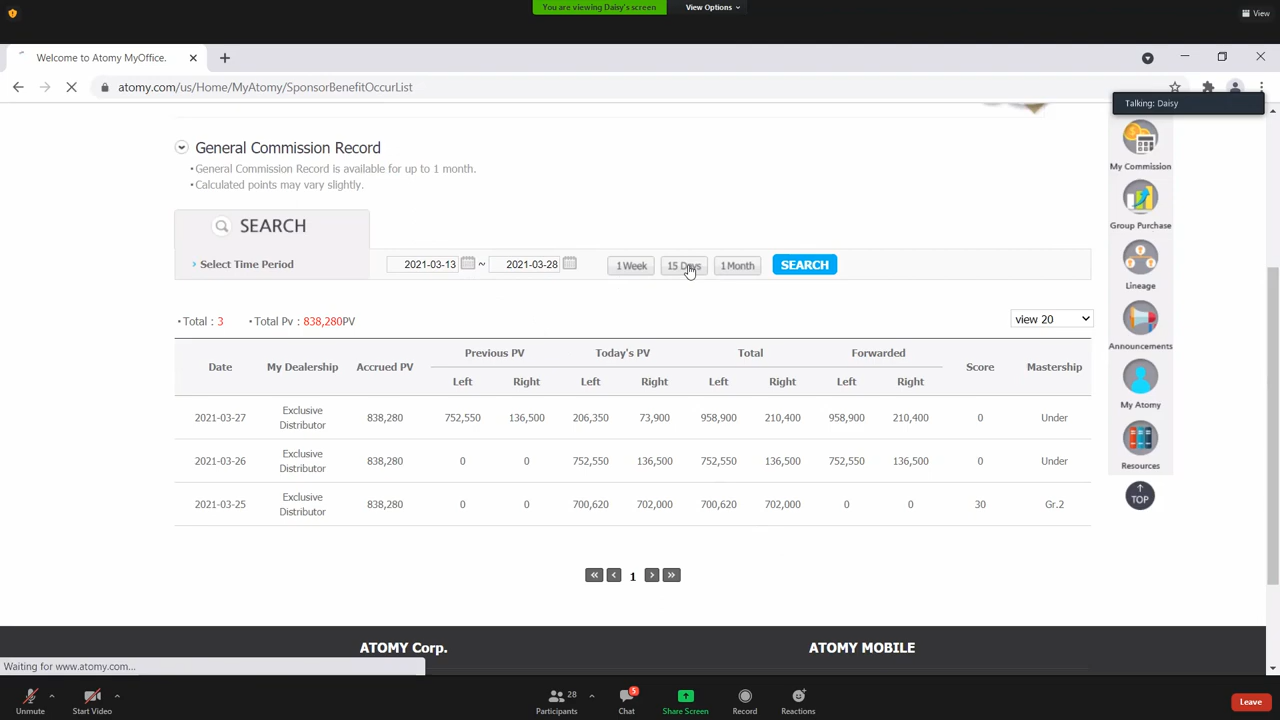 You are viewing Daisy's screen
View Options
View
Welcome to Atomy MyOffice.
atomy.com/us/Home/MyAtomy/SponsorBenefitOccurList
Talking: Daisy
General Commission Record
•General Commission Record is available for up to 1 month.
•Calculated points may vary slightly.
SEARCH
Select Time Period 2021-03-13 ~ 2021-03-28 1 Week 15 Days 1 Month SEARCH
•Total : 3 •Total Pv : 838,280PV view 20
Date My Dealership Accrued PV Previous PV Today's PV Total Forwarded Score Mastership
Left Right Left Right Left Right Left Right
2021-03-27 Exclusive Distributor 838,280 752,550 136,500 206,350 73,900 958,900 210,400 958,900 210,400 0 Under
2021-03-26 Exclusive Distributor 838,280 0 0 752,550 136,500 752,550 136,500 752,550 136,500 0 Under
2021-03-25 Exclusive Distributor 838,280 0 0 700,620 702,000 700,620 702,000 0 0 30 Gr.2
1
My Commission
Group Purchase
Lineage
Announcements
My Atomy
Resources
TOP
ATOMY Corp. ATOMY MOBILE
Waiting for www.atomy.com...
Unmute Start Video Participants 28 Chat 5 Share Screen Record Reactions Leave